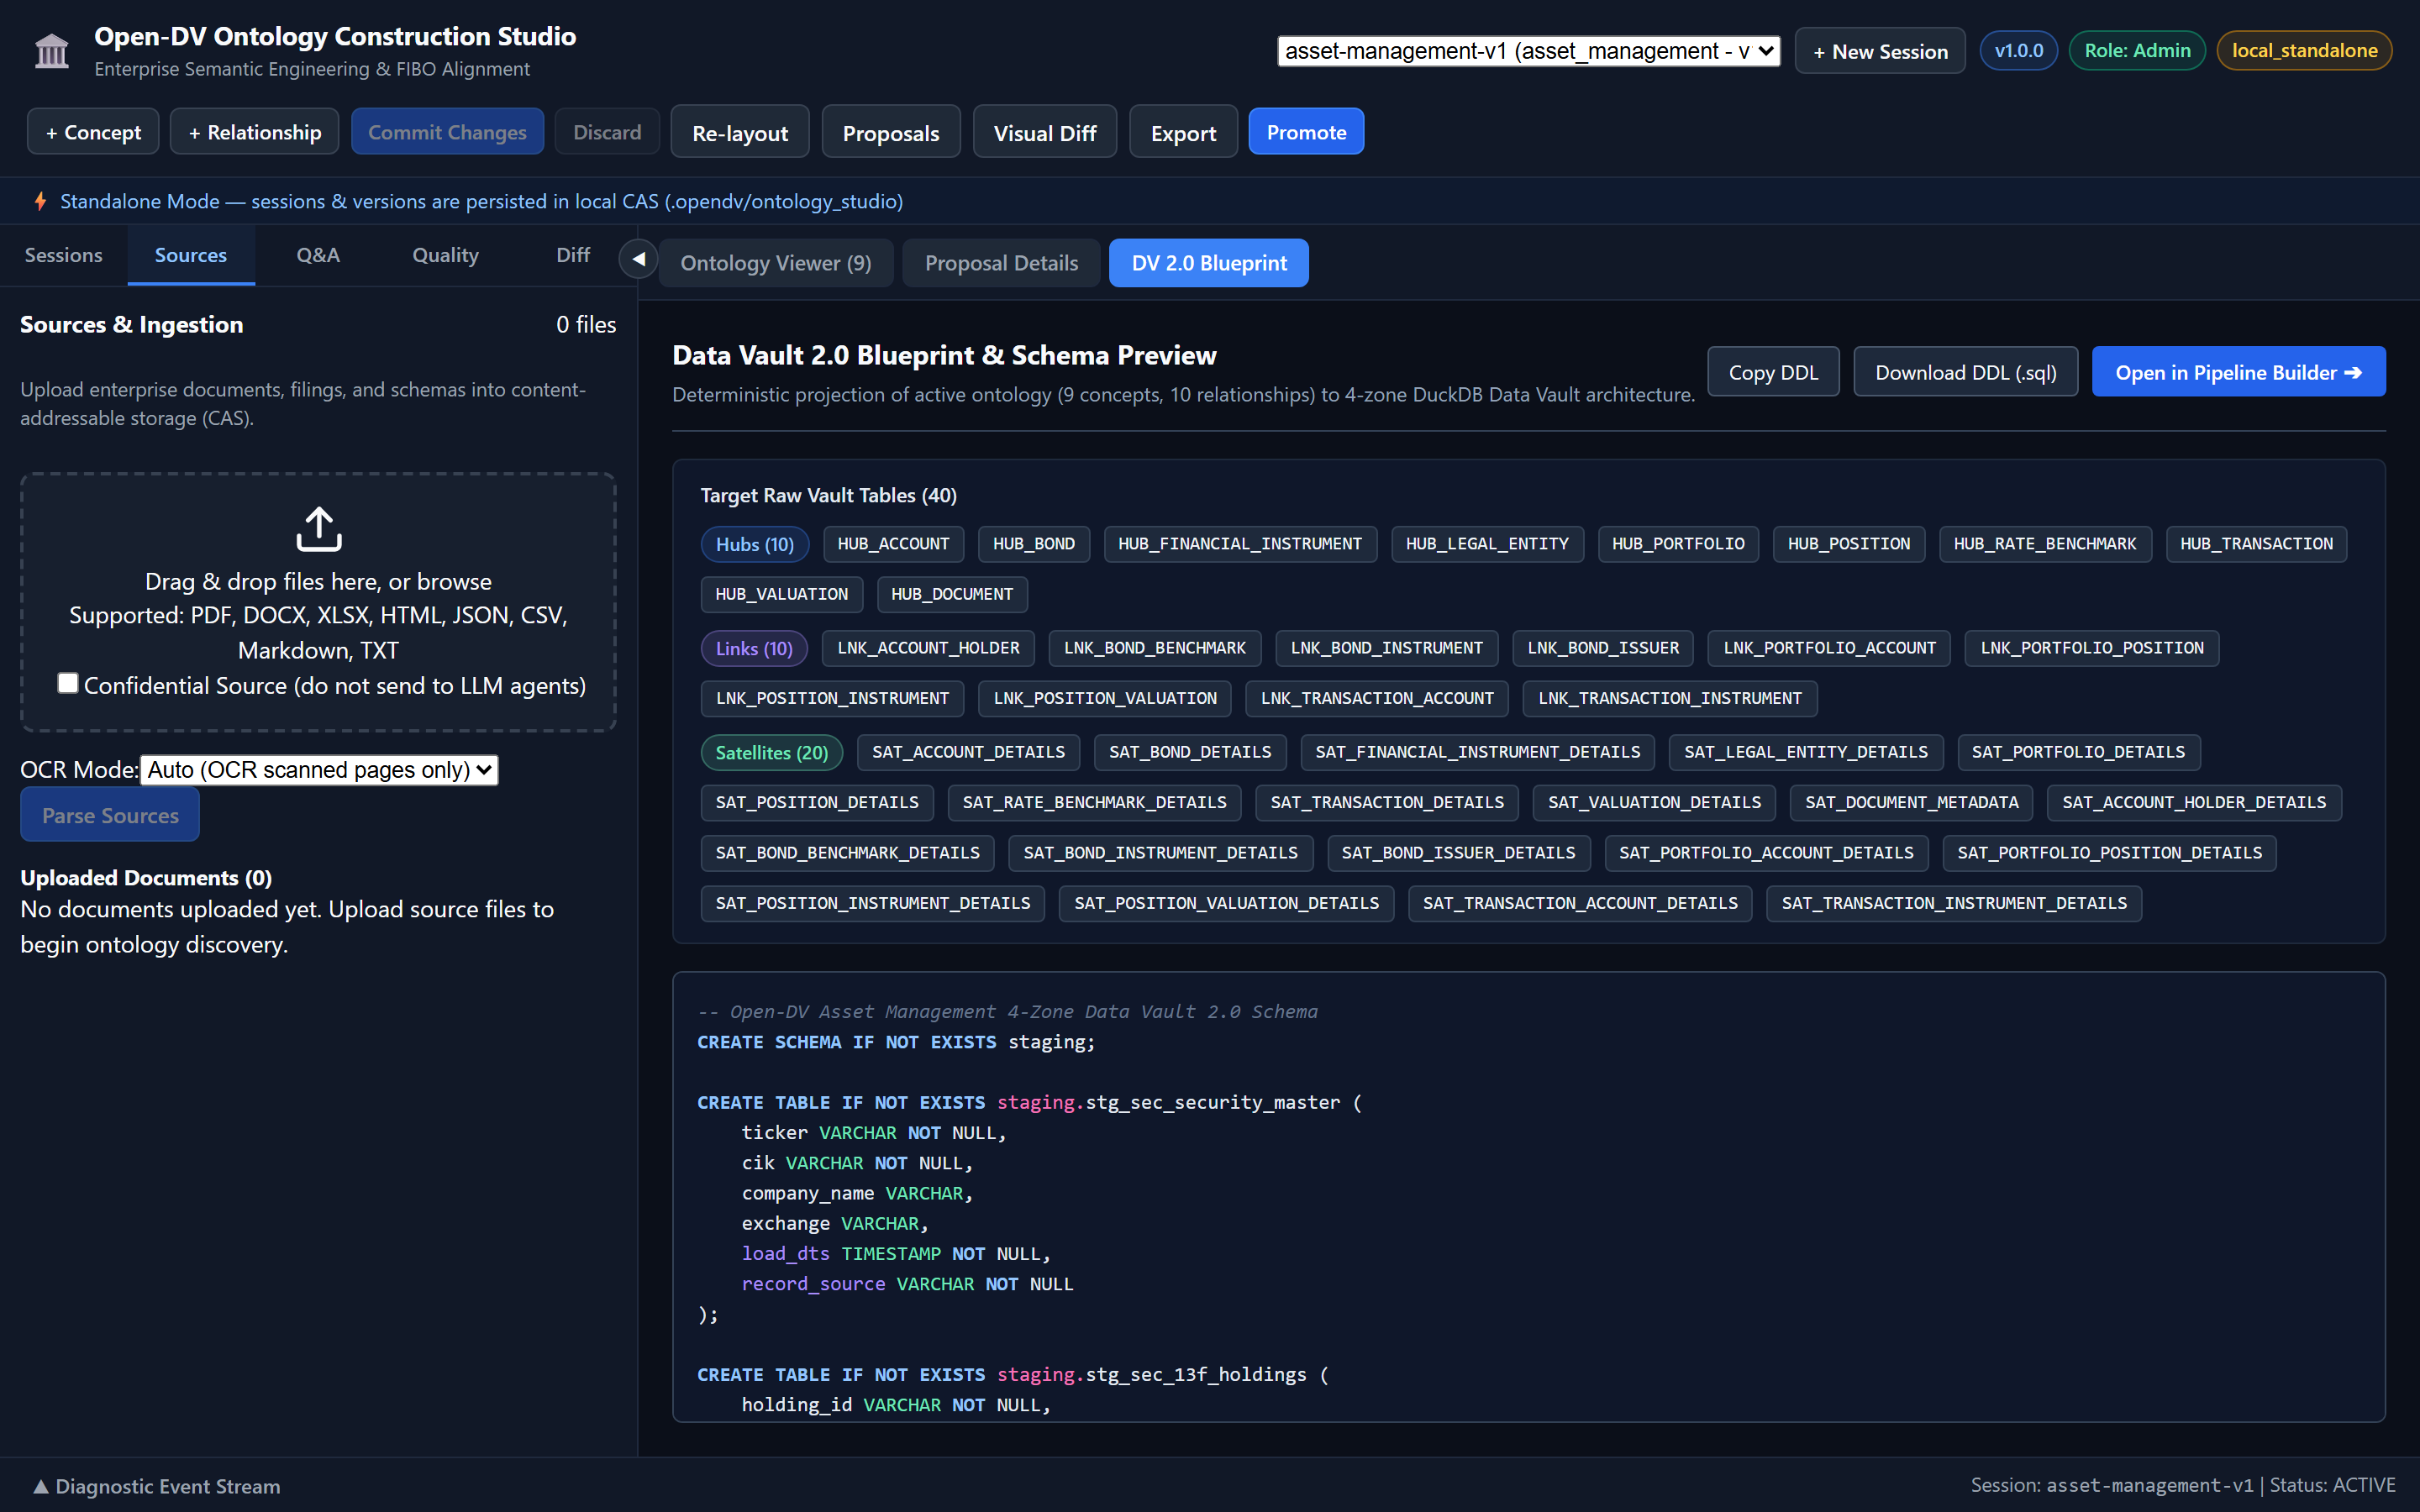 Open-DV Ontology Construction Studio
Enterprise Semantic Engineering & FIBO Alignment
asset-management-v1 (asset_management - v
+ New Session
v1.0.0
Role: Admin
local_standalone
+ Concept
+ Relationship
Commit Changes
Discard
Re-layout
Proposals
Visual Diff
Export
Promote
Standalone Mode — sessions & versions are persisted in local CAS (.opendv/ontology_studio)
Sessions
Sources
Q&A
Quality
Diff
Sources & Ingestion
0 files
Upload enterprise documents, filings, and schemas into content-
addressable storage (CAS).
Drag & drop files here, or browse
Supported: PDF, DOCX, XLSX, HTML, JSON, CSV,
Markdown, TXT
Confidential Source (do not send to LLM agents)
OCR Mode: Auto (OCR scanned pages only)
Parse Sources
Uploaded Documents (0)
No documents uploaded yet. Upload source files to
begin ontology discovery.
Ontology Viewer (9)
Proposal Details
DV 2.0 Blueprint
Data Vault 2.0 Blueprint & Schema Preview
Deterministic projection of active ontology (9 concepts, 10 relationships) to 4-zone DuckDB Data Vault architecture.
Copy DDL
Download DDL (.sql)
Open in Pipeline Builder ➔
Target Raw Vault Tables (40)
Hubs (10) HUB_ACCOUNT HUB_BOND HUB_FINANCIAL_INSTRUMENT HUB_LEGAL_ENTITY HUB_PORTFOLIO HUB_POSITION HUB_RATE_BENCHMARK HUB_TRANSACTION
HUB_VALUATION HUB_DOCUMENT
Links (10) LNK_ACCOUNT_HOLDER LNK_BOND_BENCHMARK LNK_BOND_INSTRUMENT LNK_BOND_ISSUER LNK_PORTFOLIO_ACCOUNT LNK_PORTFOLIO_POSITION
LNK_POSITION_INSTRUMENT LNK_POSITION_VALUATION LNK_TRANSACTION_ACCOUNT LNK_TRANSACTION_INSTRUMENT
Satellites (20) SAT_ACCOUNT_DETAILS SAT_BOND_DETAILS SAT_FINANCIAL_INSTRUMENT_DETAILS SAT_LEGAL_ENTITY_DETAILS SAT_PORTFOLIO_DETAILS
SAT_POSITION_DETAILS SAT_RATE_BENCHMARK_DETAILS SAT_TRANSACTION_DETAILS SAT_VALUATION_DETAILS SAT_DOCUMENT_METADATA SAT_ACCOUNT_HOLDER_DETAILS
SAT_BOND_BENCHMARK_DETAILS SAT_BOND_INSTRUMENT_DETAILS SAT_BOND_ISSUER_DETAILS SAT_PORTFOLIO_ACCOUNT_DETAILS SAT_PORTFOLIO_POSITION_DETAILS
SAT_POSITION_INSTRUMENT_DETAILS SAT_POSITION_VALUATION_DETAILS SAT_TRANSACTION_ACCOUNT_DETAILS SAT_TRANSACTION_INSTRUMENT_DETAILS
-- Open-DV Asset Management 4-Zone Data Vault 2.0 Schema
CREATE SCHEMA IF NOT EXISTS staging;
CREATE TABLE IF NOT EXISTS staging.stg_sec_security_master (
ticker VARCHAR NOT NULL,
cik VARCHAR NOT NULL,
company_name VARCHAR,
exchange VARCHAR,
load_dts TIMESTAMP NOT NULL,
record_source VARCHAR NOT NULL
);
CREATE TABLE IF NOT EXISTS staging.stg_sec_13f_holdings (
holding_id VARCHAR NOT NULL,
▲ Diagnostic Event Stream
Session: asset-management-v1 | Status: ACTIVE